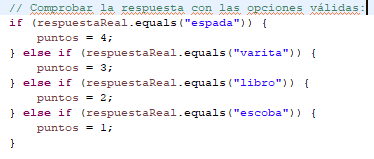 // Comprobar la respuesta con las opciones válidas:
if (respuestaReal.equals("espada")) {
    puntos = 4;
} else if (respuestaReal.equals("varita")) {
    puntos = 3;
} else if (respuestaReal.equals("libro")) {
    puntos = 2;
} else if (respuestaReal.equals("escoba")) {
    puntos = 1;
}